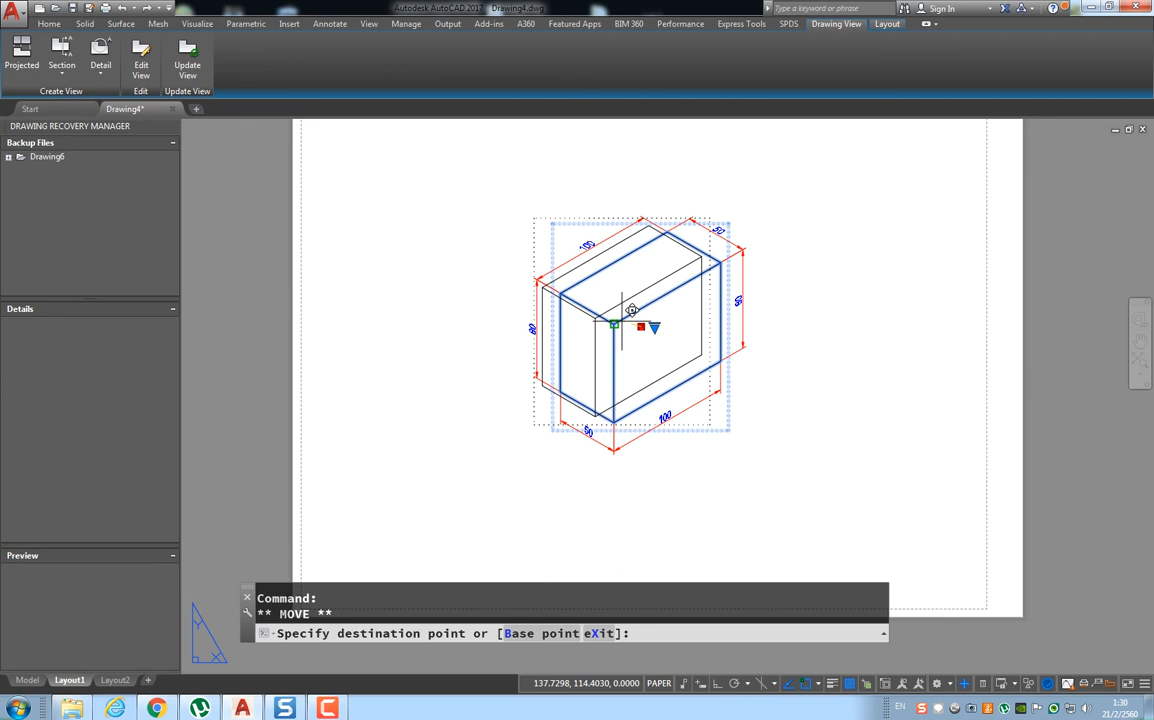 Autodesk AutoCAD 2017   Drawing4.dwg
Type a keyword or phrase
Sign In
Home Solid Surface Mesh Visualize Parametric Insert Annotate View Manage Output Add-ins A360 Featured Apps BIM 360 Performance Express Tools SPDS Drawing View Layout
Projected Section Detail Edit View Update View
Create View Edit Update View
Start Drawing4*
DRAWING RECOVERY MANAGER
Backup Files
Drawing6
Details
Preview
100
50
80
100
Command:
** MOVE **
Specify destination point or [Base point eXit]:
Y
X
Model Layout1 Layout2 +
137.7298, 114.4030, 0.0000 PAPER
EN
1:30
21/2/2560